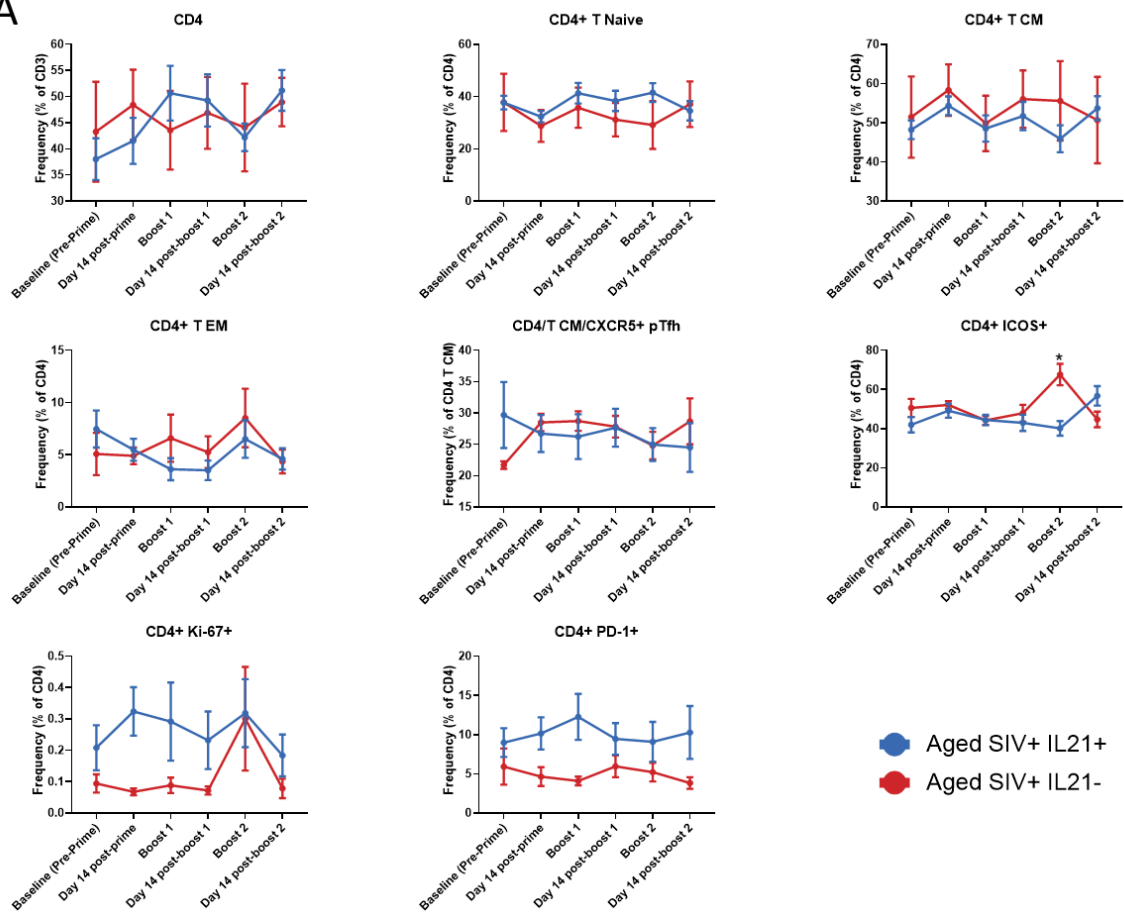 A
CD4
Frequency (% of CD3)
60
55
50
45
40
35
30
Baseline (Pre-Prime)
Day 14 post-prime
Boost 1
Day 14 post-boost 1
Boost 2
Day 14 post-boost 2
CD4+ T Naive
Frequency (% of CD4)
60
40
20
0
Baseline (Pre-Prime)
Day 14 post-prime
Boost 1
Day 14 post-boost 1
Boost 2
Day 14 post-boost 2
CD4+ T CM
Frequency (% of CD4)
70
60
50
40
30
Baseline (Pre-Prime)
Day 14 post-prime
Boost 1
Day 14 post-boost 1
Boost 2
Day 14 post-boost 2
CD4+ T EM
Frequency (% of CD4)
15
10
5
0
Baseline (Pre-Prime)
Day 14 post-prime
Boost 1
Day 14 post-boost 1
Boost 2
Day 14 post-boost 2
CD4/T CM/CXCR5+ pTfh
Frequency (% of CD4 T CM)
40
35
30
25
20
15
Baseline (Pre-Prime)
Day 14 post-prime
Boost 1
Day 14 post-boost 1
Boost 2
Day 14 post-boost 2
CD4+ ICOS+
Frequency (% of CD4)
80
60
40
20
0
*
Baseline (Pre-Prime)
Day 14 post-prime
Boost 1
Day 14 post-boost 1
Boost 2
Day 14 post-boost 2
CD4+ Ki-67+
Frequency (% of CD4)
0.5
0.4
0.3
0.2
0.1
0.0
Baseline (Pre-Prime)
Day 14 post-prime
Boost 1
Day 14 post-boost 1
Boost 2
Day 14 post-boost 2
CD4+ PD-1+
Frequency (% of CD4)
20
15
10
5
0
Baseline (Pre-Prime)
Day 14 post-prime
Boost 1
Day 14 post-boost 1
Boost 2
Day 14 post-boost 2
Aged SIV+ IL21+
Aged SIV+ IL21-